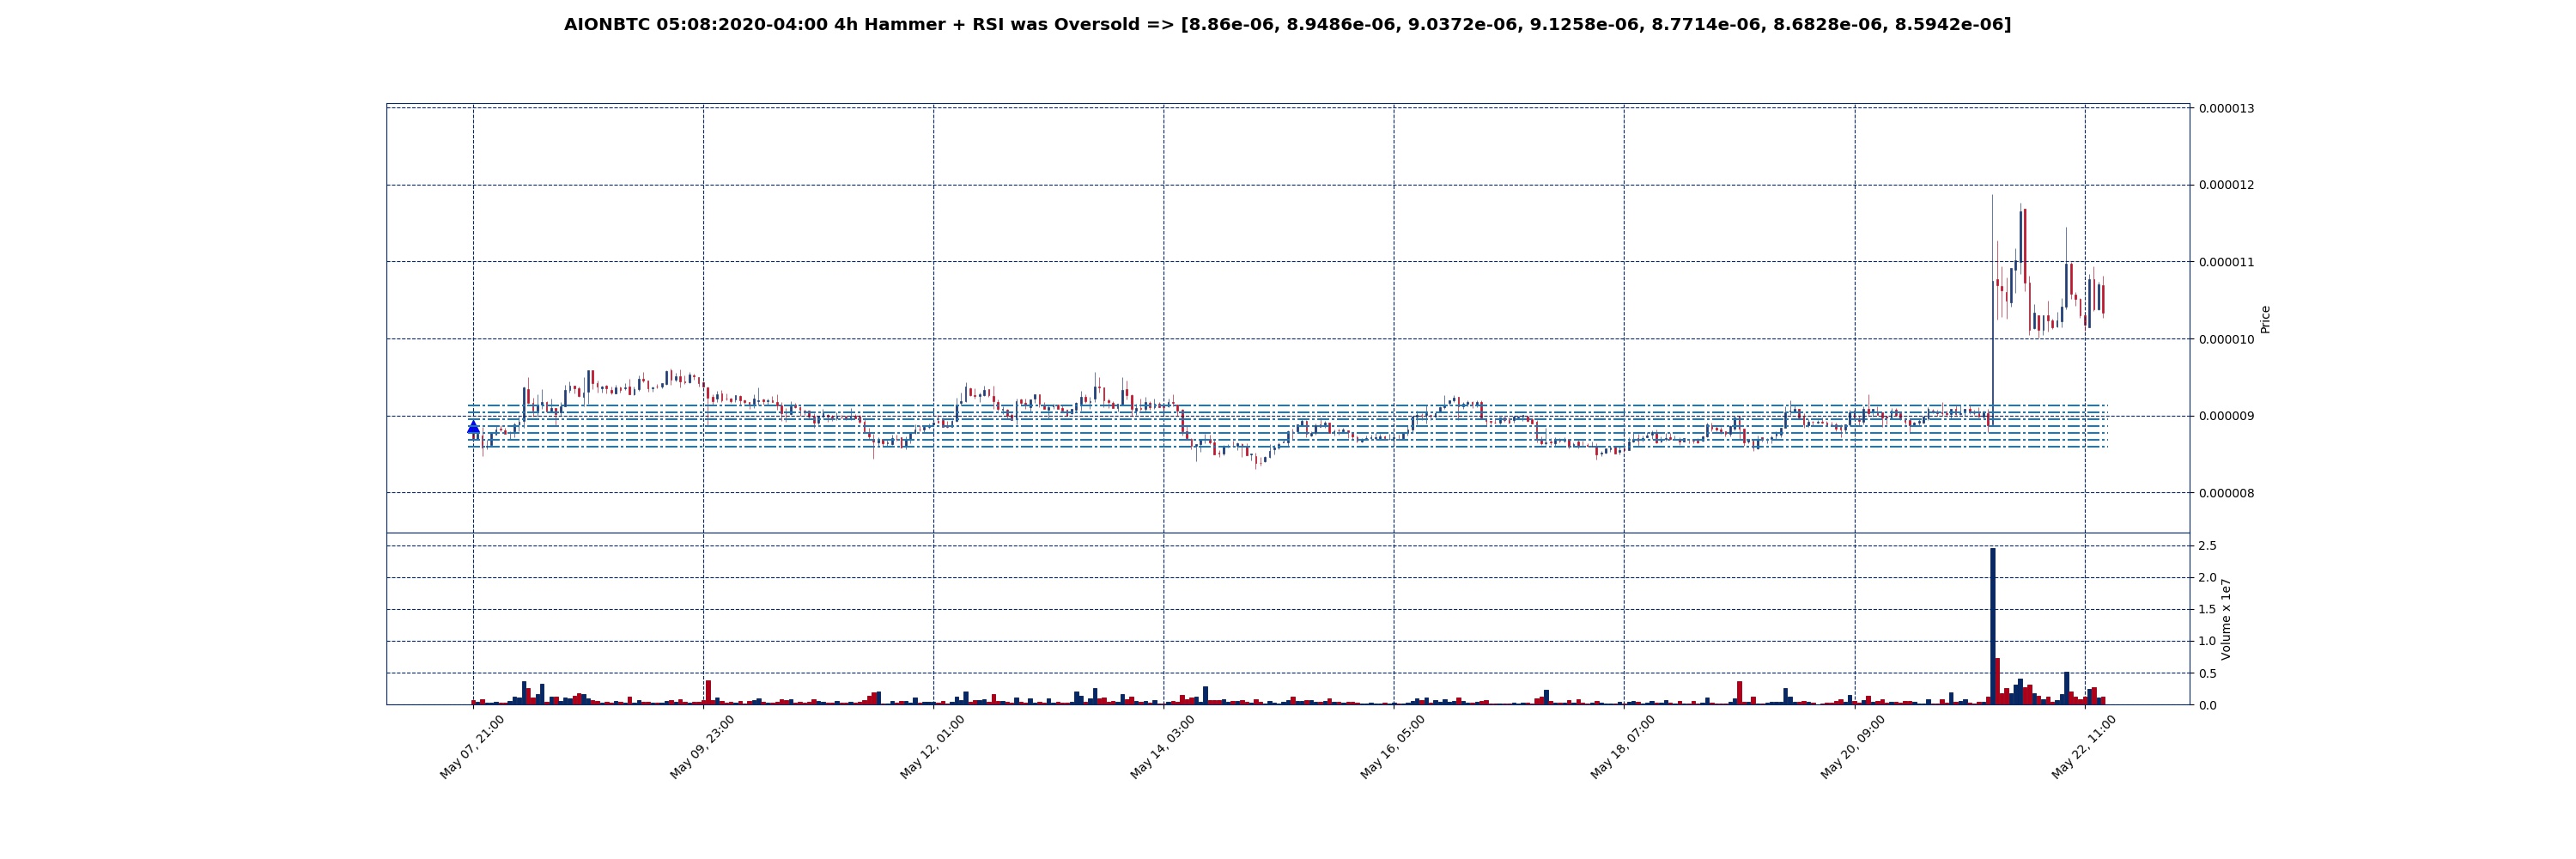 AIONBTC 05:08:2020-04:00 4h Hammer + RSI was Oversold => [8.86e-06, 8.9486e-06, 9.0372e-06, 9.1258e-06, 8.7714e-06, 8.6828e-06, 8.5942e-06]
0.000013
0.000012
0.000011
0.000010
0.000009
0.000008
Price
2.5
2.0
1.5
1.0
0.5
0.0
Volume x 1e7
May 07, 21:00
May 09, 23:00
May 12, 01:00
May 14, 03:00
May 16, 05:00
May 18, 07:00
May 20, 09:00
May 22, 11:00